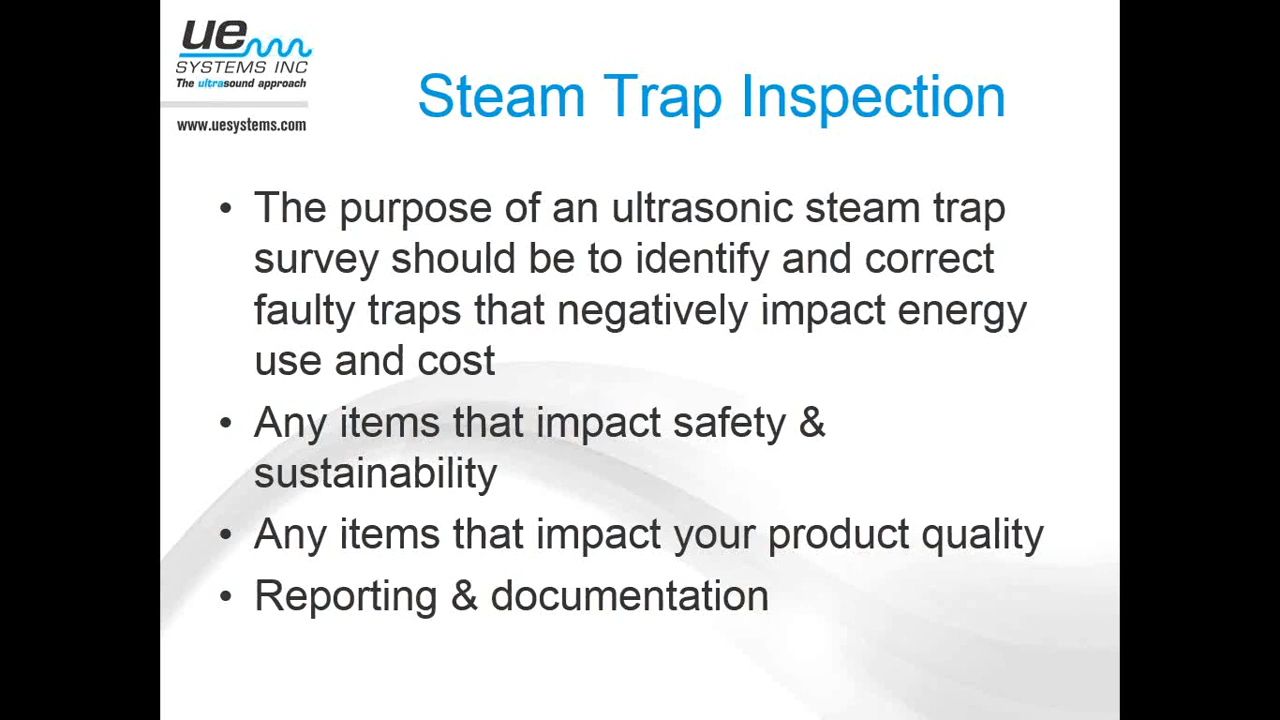 ue
SYSTEMS INC
The ultrasound approach
www.uesystems.com
Steam Trap Inspection
• The purpose of an ultrasonic steam trap
survey should be to identify and correct
faulty traps that negatively impact energy
use and cost
• Any items that impact safety &
sustainability
• Any items that impact your product quality
• Reporting & documentation